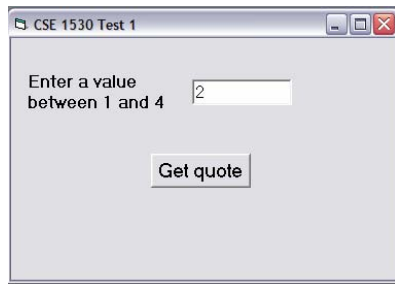 CSE 1530 Test 1
Enter a value
between 1 and 4
2
Get quote